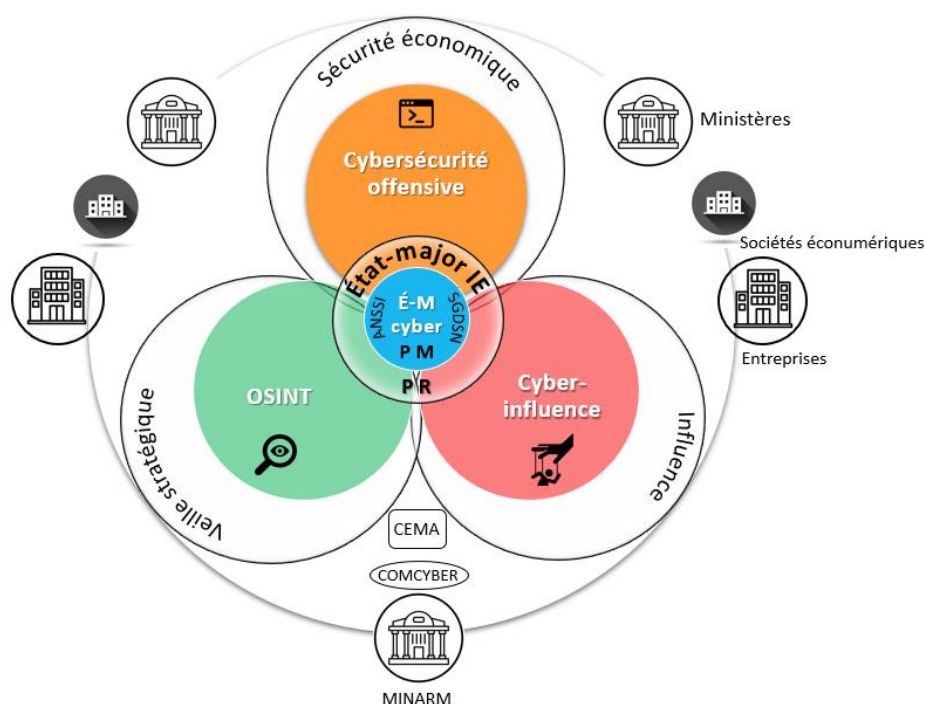 Sécurité économique
>_
Cybersécurité
offensive
Ministères
Sociétés éconumériques
Entreprises
État-major IE
ANSSI
É-M
cyber
SGDSN
P M
P R
OSINT
Cyber-
influence
Veille stratégique
Influence
CEMA
COMCYBER
MINARM